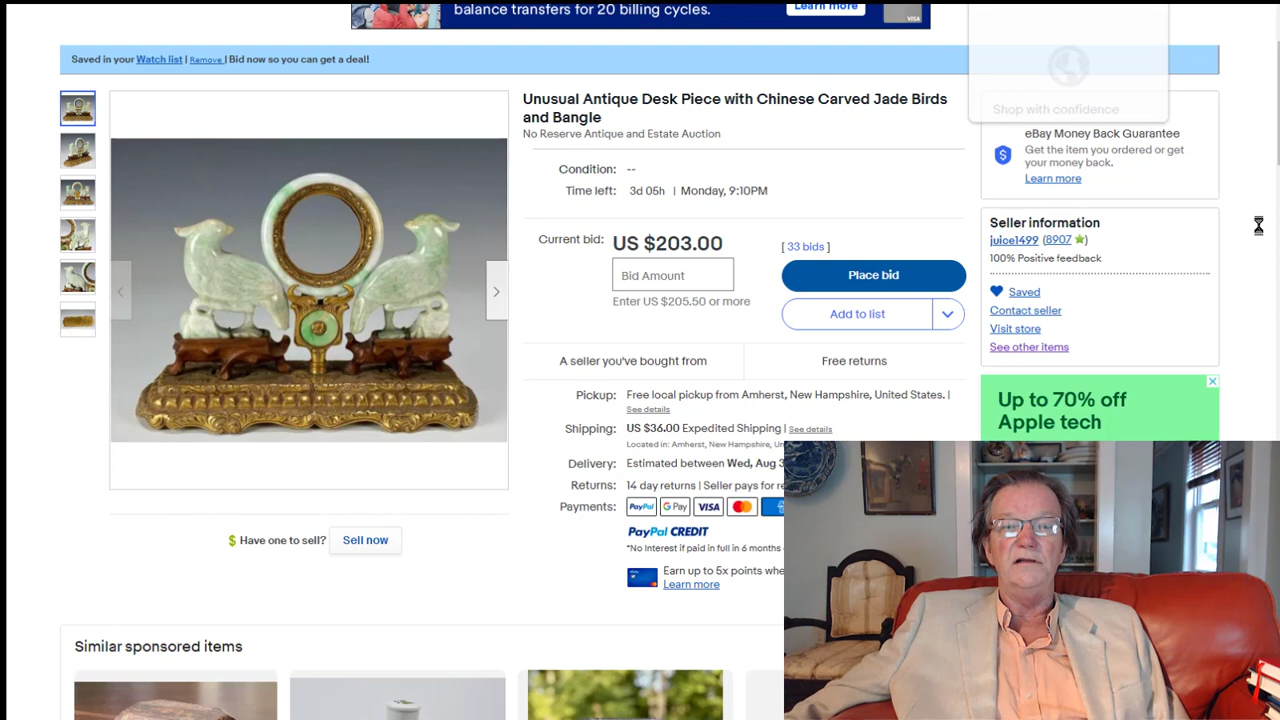 balance transfers for 20 billing cycles.
Learn more
VISA
Saved in your Watch list | Remove | Bid now so you can get a deal!
Unusual Antique Desk Piece with Chinese Carved Jade Birds
and Bangle
No Reserve Antique and Estate Auction
Condition: --
Time left: 3d 05h | Monday, 9:10PM
Current bid: US $203.00 [ 33 bids ]
Bid Amount
Place bid
Enter US $205.50 or more
Add to list
A seller you've bought from
Free returns
Pickup: Free local pickup from Amherst, New Hampshire, United States. |
See details
Shipping: US $36.00 Expedited Shipping | See details
Located in: Amherst, New Hampshire,
Delivery: Estimated between Wed, Aug
Returns: 14 day returns | Seller pays for
Payments: PayPal G Pay VISA
PayPal CREDIT
*No Interest if paid in full in 6 months
Earn up to 5x points
Learn more
Have one to sell? Sell now
Similar sponsored items
Shop with confidence
eBay Money Back Guarantee
Get the item you ordered or get
your money back.
Learn more
Seller information
juice1499 (8907)
100% Positive feedback
Saved
Contact seller
Visit store
See other items
Up to 70% off
Apple tech